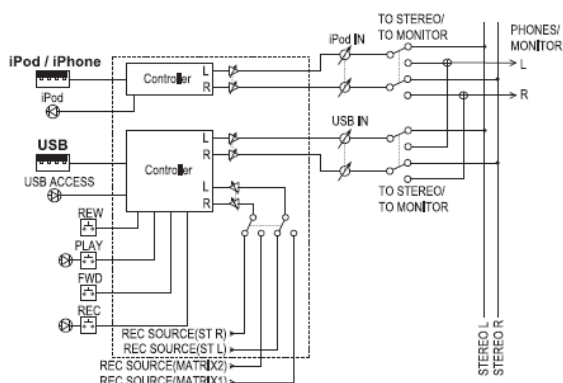 TO STEREO/
TO MONITOR
iPod IN
PHONES/
MONITOR
L
R
iPod / iPhone
iPod
Controller
L
R
USB IN
USB
USB ACCESS
Controller
L
R
L
R
TO STEREO/
TO MONITOR
REW
PLAY
FWD
REC
REC SOURCE(ST R)
REC SOURCE(ST L)
REC SOURCE(MATRIX2)
REC SOURCE(MATRIX1)
STEREO L
STEREO R